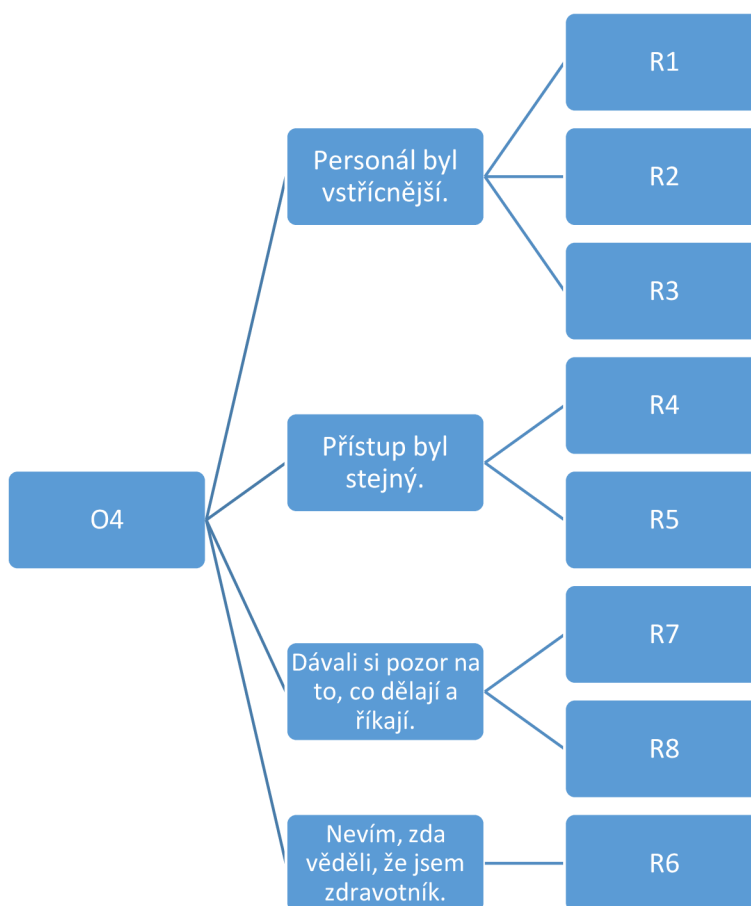 O4
Personál byl
vstřícnější.
R1
R2
R3
Přístup byl
stejný.
R4
R5
Dávali si pozor na
to, co dělají a
říkají.
R7
R8
Nevím, zda
věděli, že jsem
zdravotník.
R6